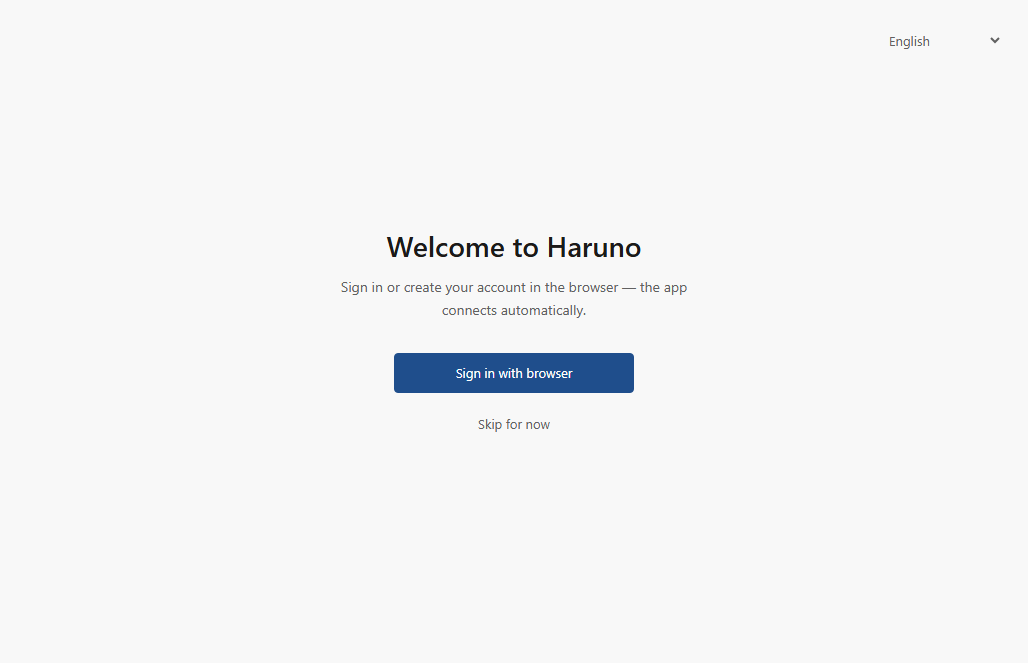 English
Welcome to Haruno
Sign in or create your account in the browser — the app
connects automatically.
Sign in with browser
Skip for now